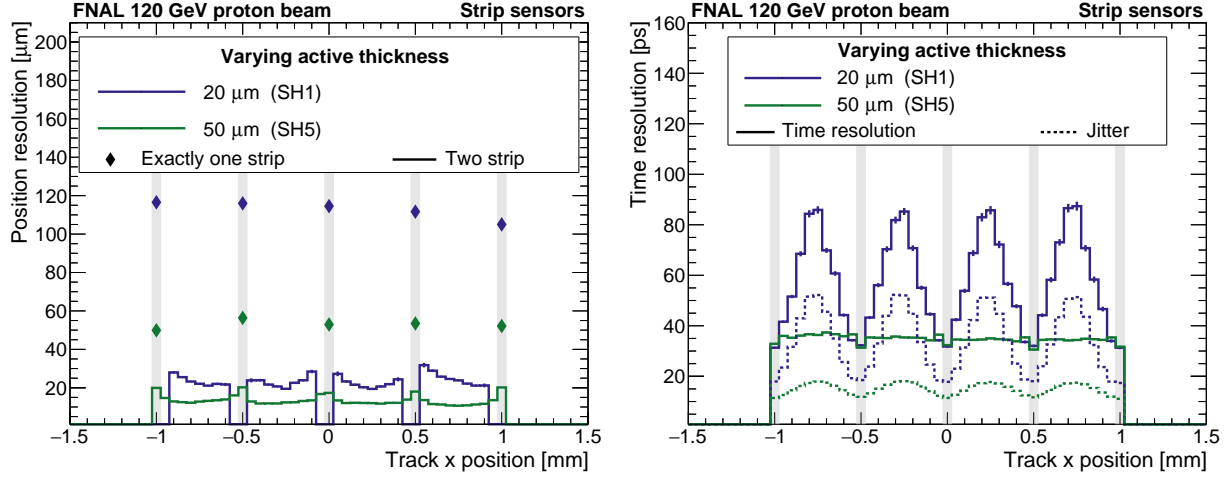 FNAL 120 GeV proton beam Strip sensors
Position resolution [μm]
200
180
160
140
120
100
80
60
40
20
Varying active thickness
20 μm (SH1)
50 μm (SH5)
Exactly one strip Two strip
−1.5 −1 −0.5 0 0.5 1 1.5
Track x position [mm]
FNAL 120 GeV proton beam Strip sensors
Time resolution [ps]
160
140
120
100
80
60
40
20
Varying active thickness
20 μm (SH1)
50 μm (SH5)
Time resolution Jitter
−1.5 −1 −0.5 0 0.5 1 1.5
Track x position [mm]